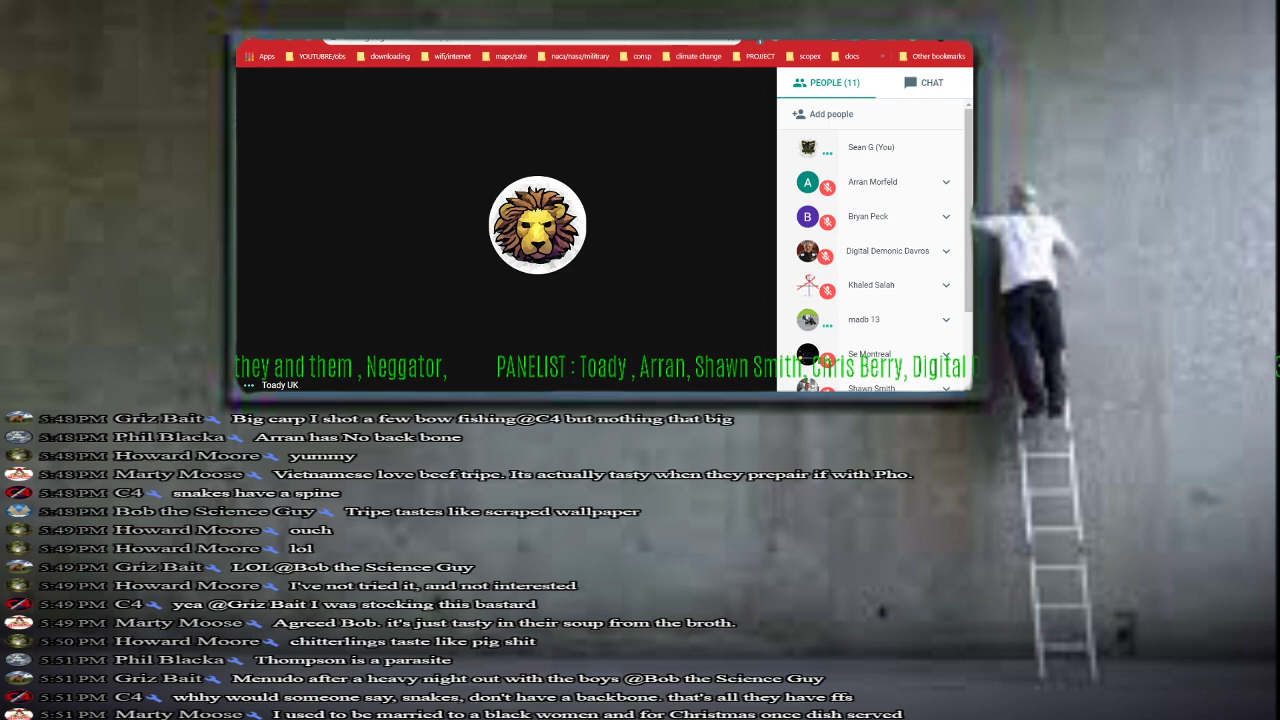 Apps YOUTUBRE/obs downloading wifi/internet maps/sate naca/nasa/militrary consp climate change PROJECT scopex docs Other bookmarks
PEOPLE (11) CHAT
Add people
Sean G (You)
A Arran Morfeld
B Bryan Peck
Digital Demonic Davros
Khaled Salah
madb 13
Se Montreal
they and them , Neggator, PANELIST : Toady , Arran, Shawn Smith, Chris Berry, Digital
Shawn Smith
Toady UK
5:48 PM Griz Bait Big carp I shot a few bow fishing@C4 but nothing that big
5:48 PM Phil Blacka Arran has No back bone
5:48 PM Howard Moore yummy
5:48 PM Marty Moose Vietnamese love beef tripe. Its actually tasty when they prepair if with Pho.
5:48 PM C4 snakes have a spine
5:48 PM Bob the Science Guy Tripe tastes like scraped wallpaper
5:49 PM Howard Moore ouch
5:49 PM Howard Moore lol
5:49 PM Griz Bait LOL@Bob the Science Guy
5:49 PM Howard Moore I've not tried it, and not interested
5:49 PM C4 yea @Griz Bait I was stocking this bastard
5:49 PM Marty Moose Agreed Bob. it's just tasty in their soup from the broth.
5:50 PM Howard Moore chitterlings taste like pig shit
5:51 PM Phil Blacka Thompson is a parasite
5:51 PM Griz Bait Menudo after a heavy night out with the boys @Bob the Science Guy
5:51 PM C4 whhy would someone say, snakes, don't have a backbone. that's all they have ffs
5:51 PM Marty Moose I used to be married to a black women and for Christmas once dish served